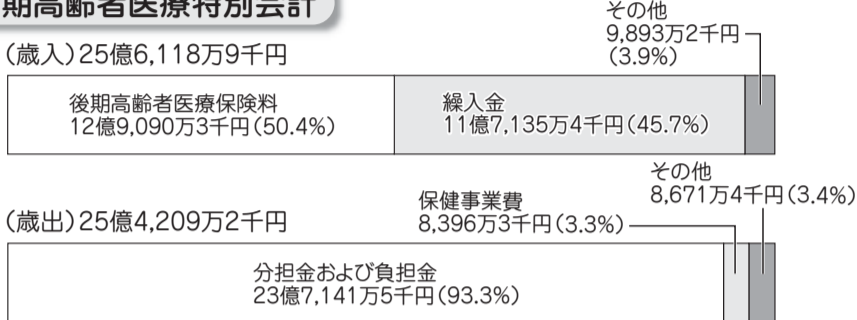 期高齢者医療特別会計
(歳入)25億6,118万9千円
その他
9,893万2千円
(3.9%)
後期高齢者医療保険料
12億9,090万3千円(50.4%)
繰入金
11億7,135万4千円(45.7%)
(歳出)25億4,209万2千円
保健事業費
8,396万3千円(3.3%)
その他
8,671万4千円(3.4%)
分担金および負担金
23億7,141万5千円(93.3%)